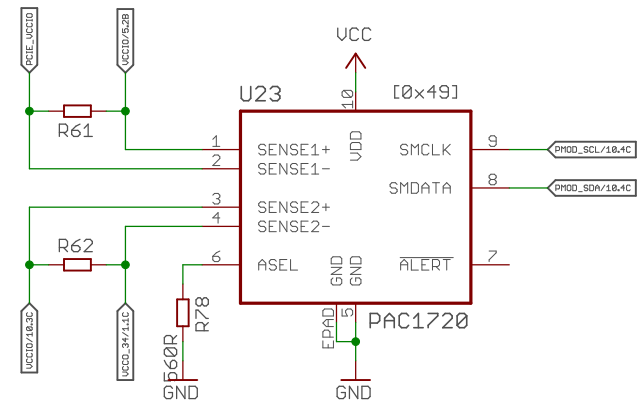 PCIE_VCCIO
VCCIO/5.2B
VCC
U23
[0x49]
10
VDD
R61
1
SENSE1+
2
SENSE1-
SMCLK
9
PMOD_SCL/10.4C
3
SENSE2+
SMDATA
8
PMOD_SDA/10.4C
4
SENSE2-
R62
6
ASEL
GND
GND
ALERT
7
VCCIO/10.3C
VCCO_34/1.1C
R78
560R
GND
EPAD
5
PAC1720
GND